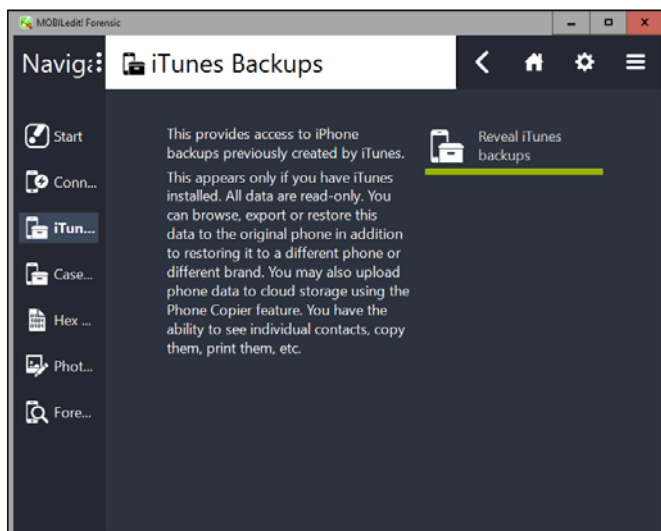 MOBILedit! Forensic
Naviga
iTunes Backups
Start
Conn...
iTun...
Case...
Hex ...
Phot...
Fore...
This provides access to iPhone
backups previously created by iTunes.
This appears only if you have iTunes
installed. All data are read-only. You
can browse, export or restore this
data to the original phone in addition
to restoring it to a different phone or
different brand. You may also upload
phone data to cloud storage using the
Phone Copier feature. You have the
ability to see individual contacts, copy
them, print them, etc.
Reveal iTunes
backups